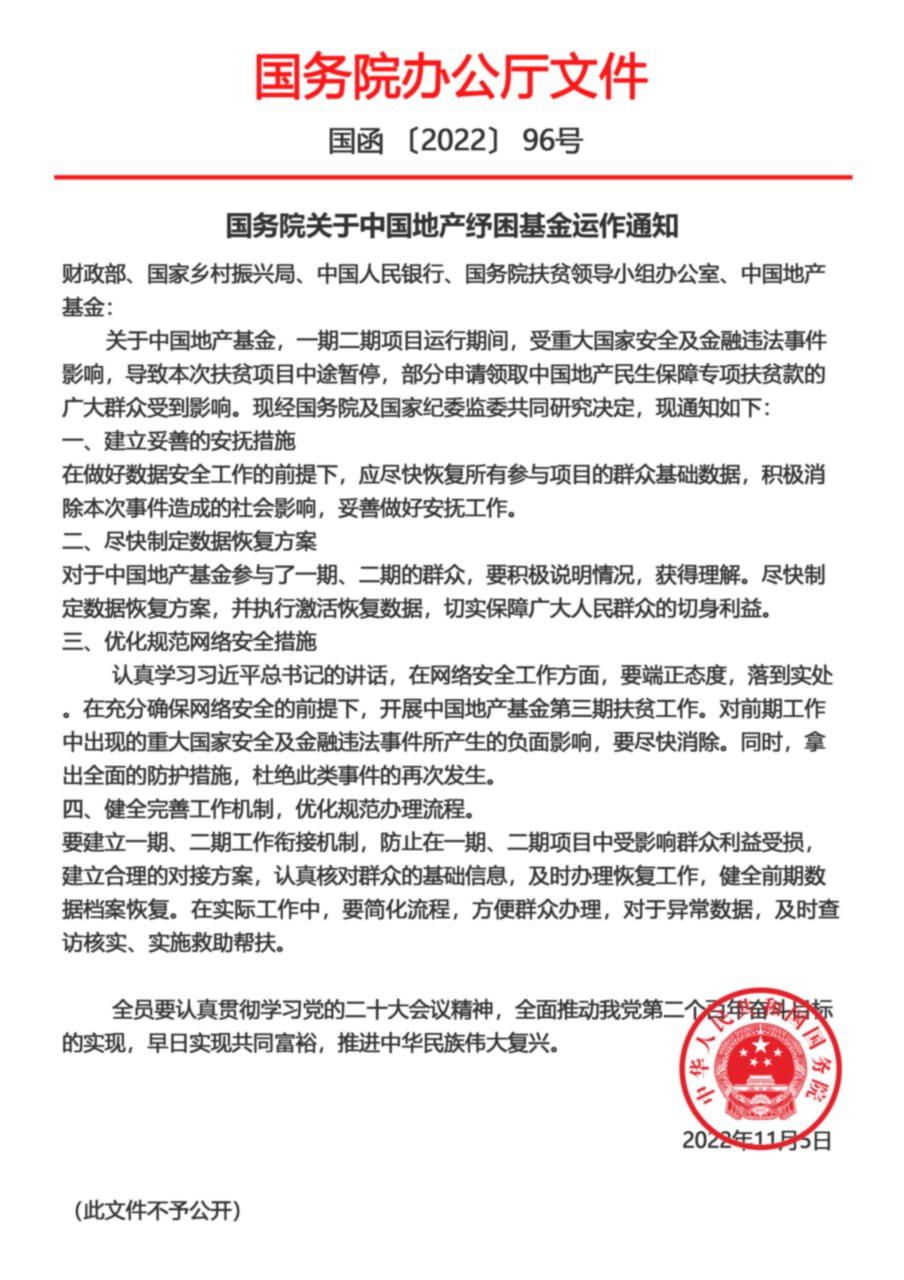 国务院办公厅文件
国函 〔2022〕 96号
国务院关于中国地产纾困基金运作通知
财政部、国家乡村振兴局、中国人民银行、国务院扶贫领导小组办公室、中国地产
基金：
关于中国地产基金，一期二期项目运行期间，受重大国家安全及金融违法事件
影响，导致本次扶贫项目中途暂停，部分申请领取中国地产民生保障专项扶贫款的
广大群众受到影响。现经国务院及国家纪委监委共同研究决定，现通知如下：
一、建立妥善的安抚措施
在做好数据安全工作的前提下，应尽快恢复所有参与项目的群众基础数据，积极消
除本次事件造成的社会影响，妥善做好安抚工作。
二、尽快制定数据恢复方案
对于中国地产基金参与了一期、二期的群众，要积极说明情况，获得理解。尽快制
定数据恢复方案，并执行激活恢复数据，切实保障广大人民群众的切身利益。
三、优化规范网络安全措施
认真学习习近平总书记的讲话，在网络安全工作方面，要端正态度，落到实处
。在充分确保网络安全的前提下，开展中国地产基金第三期扶贫工作。对前期工作
中出现的重大国家安全及金融违法事件所产生的负面影响，要尽快消除。同时，拿
出全面的防护措施，杜绝此类事件的再次发生。
四、健全完善工作机制，优化规范办理流程。
要建立一期、二期工作衔接机制，防止在一期、二期项目中受影响群众利益受损，
建立合理的对接方案，认真核对群众的基础信息，及时办理恢复工作，健全前期数
据档案恢复。在实际工作中，要简化流程，方便群众办理，对于异常数据，及时查
访核实、实施救助帮扶。
全员要认真贯彻学习党的二十大会议精神，全面推动我党第二个百年奋斗目标
的实现，早日实现共同富裕，推进中华民族伟大复兴。
中华人民共和国国务院
2022年11月5日
（此文件不予公开）